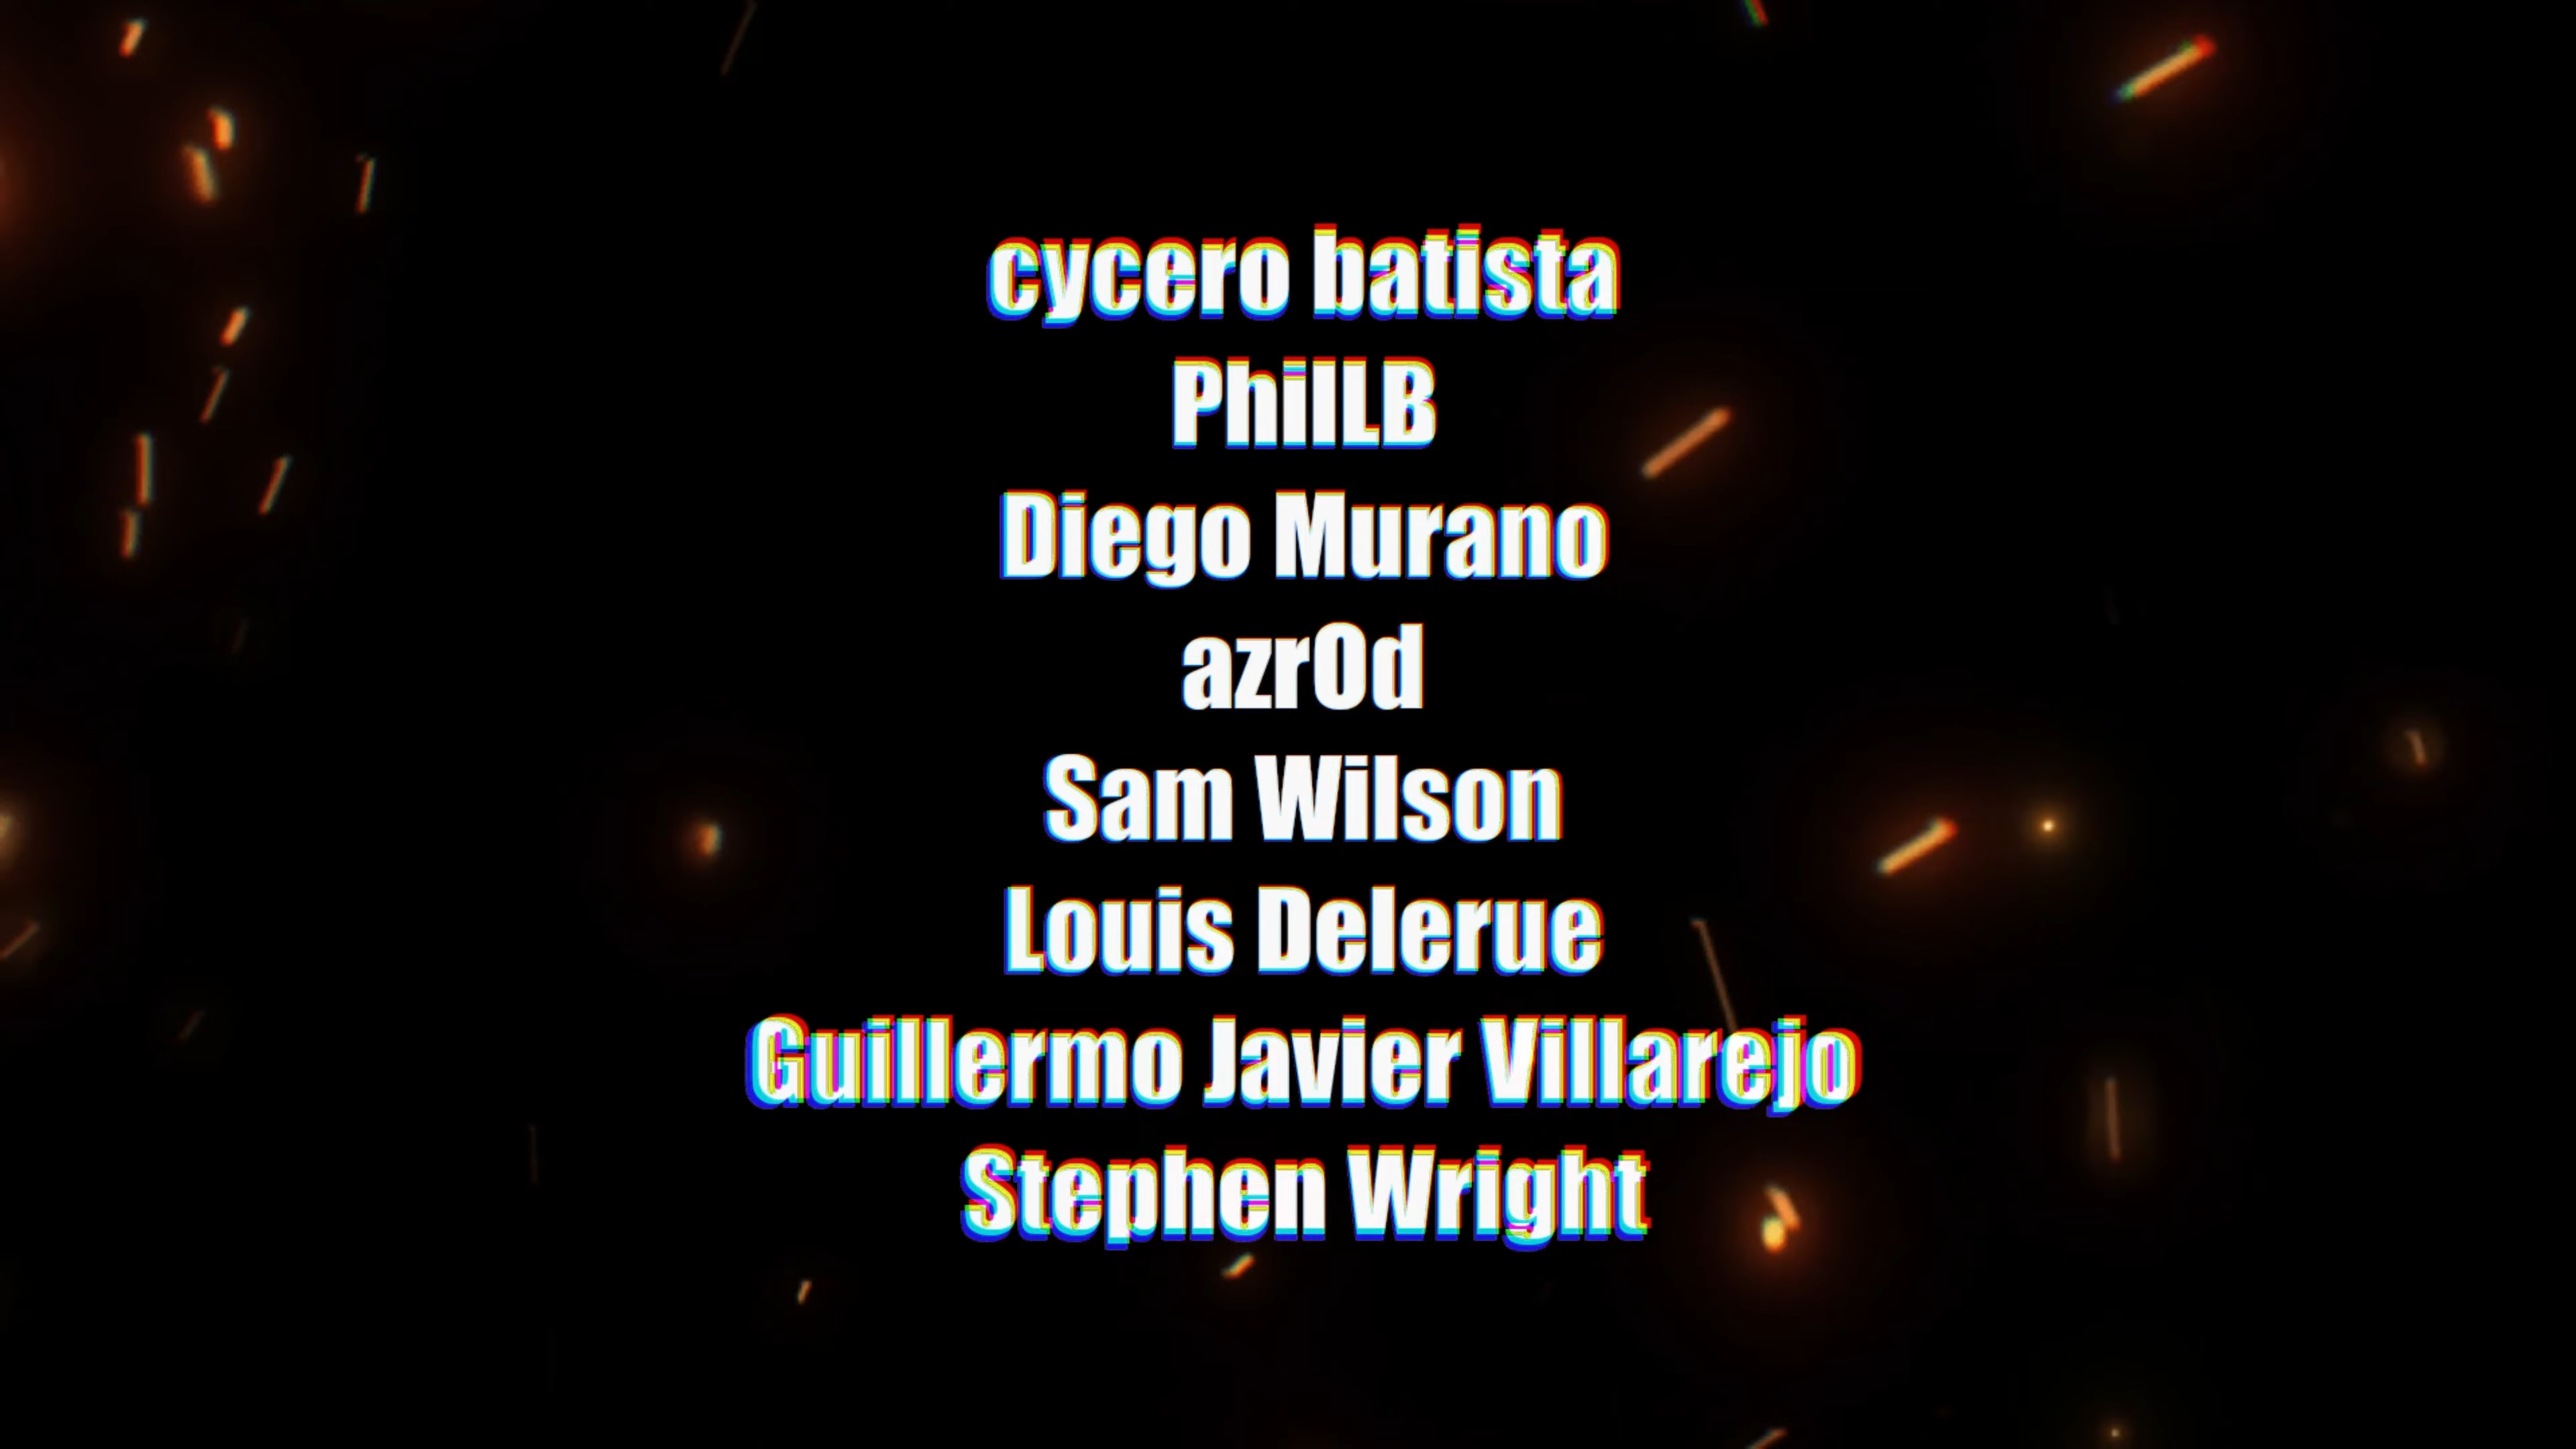 cycero batista
PhilLB
Diego Murano
azr0d
Sam Wilson
Louis Delerue
Guillermo Javier Villarejo
Stephen Wright